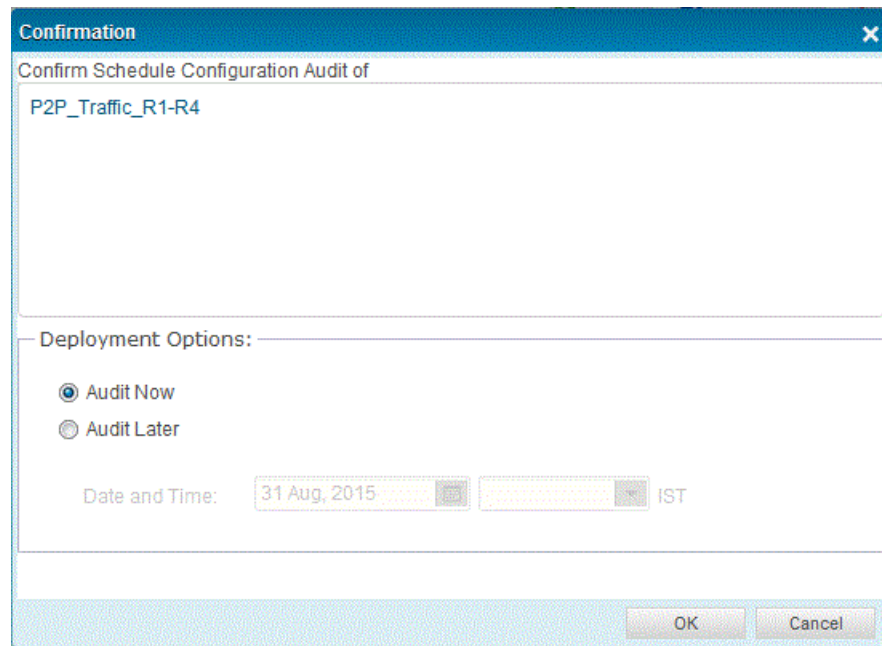 Confirmation
Confirm Schedule Configuration Audit of
P2P_Traffic_R1-R4
Deployment Options:
Audit Now
Audit Later
Date and Time: 31 Aug, 2015 IST
OK Cancel